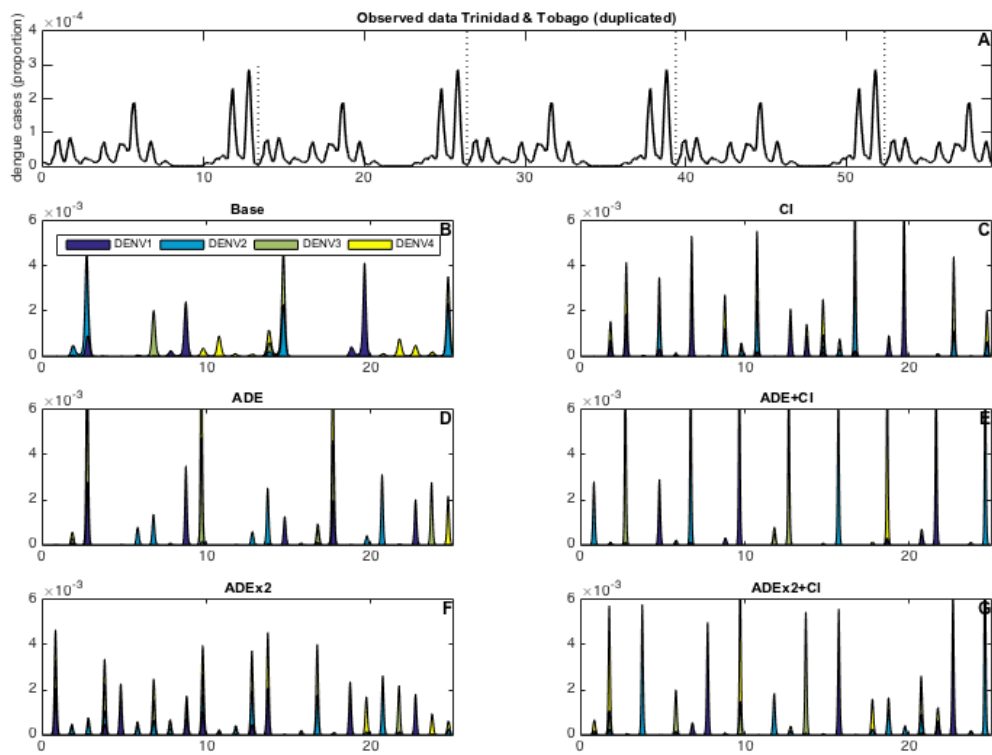 Observed data Trinidad & Tobago (duplicated)
×10⁻⁴
A
dengue cases (proportion)
4
3
2
1
0
0 10 20 30 40 50
Base
×10⁻³
B
DENV1 DENV2 DENV3 DENV4
6
4
2
0
0 10 20
CI
×10⁻³
C
6
4
2
0
0 10 20
ADE
×10⁻³
D
6
4
2
0
0 10 20
ADE+CI
×10⁻³
E
6
4
2
0
0 10 20
ADEx2
×10⁻³
F
6
4
2
0
0 10 20
ADEx2+CI
×10⁻³
G
6
4
2
0
0 10 20